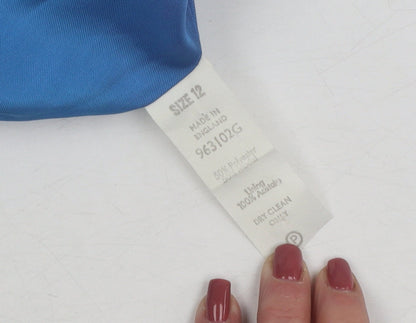 SIZE 12
MADE IN
ENGLAND
963102G
80% Polyester
Lining
100% Acetate
DRY CLEAN
ONLY
P